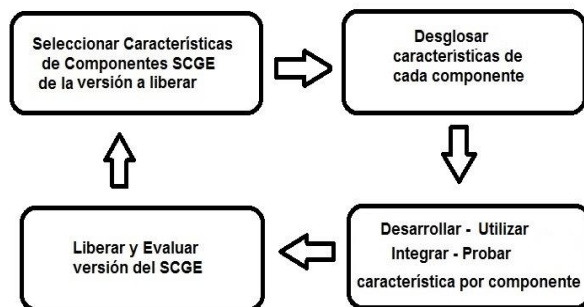 Seleccionar Características
de Componentes SCGE
de la versión a liberar
Desglosar
características de
cada componente
Desarrollar - Utilizar
Integrar - Probar
característica por componente
Liberar y Evaluar
versión del SCGE